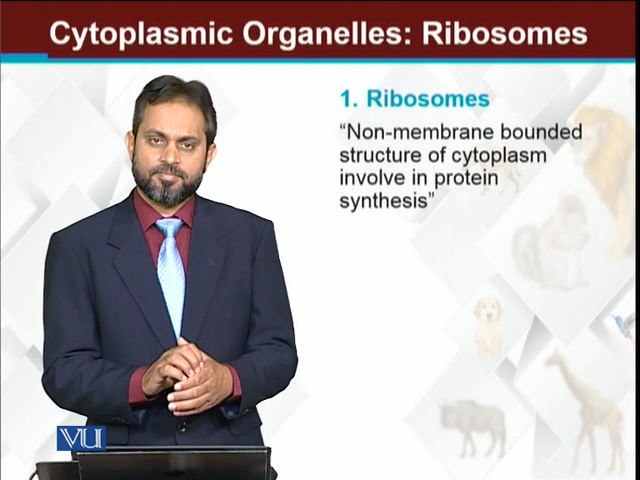 Cytoplasmic Organelles: Ribosomes
1. Ribosomes
“Non-membrane bounded
structure of cytoplasm
involve in protein
synthesis”
VU